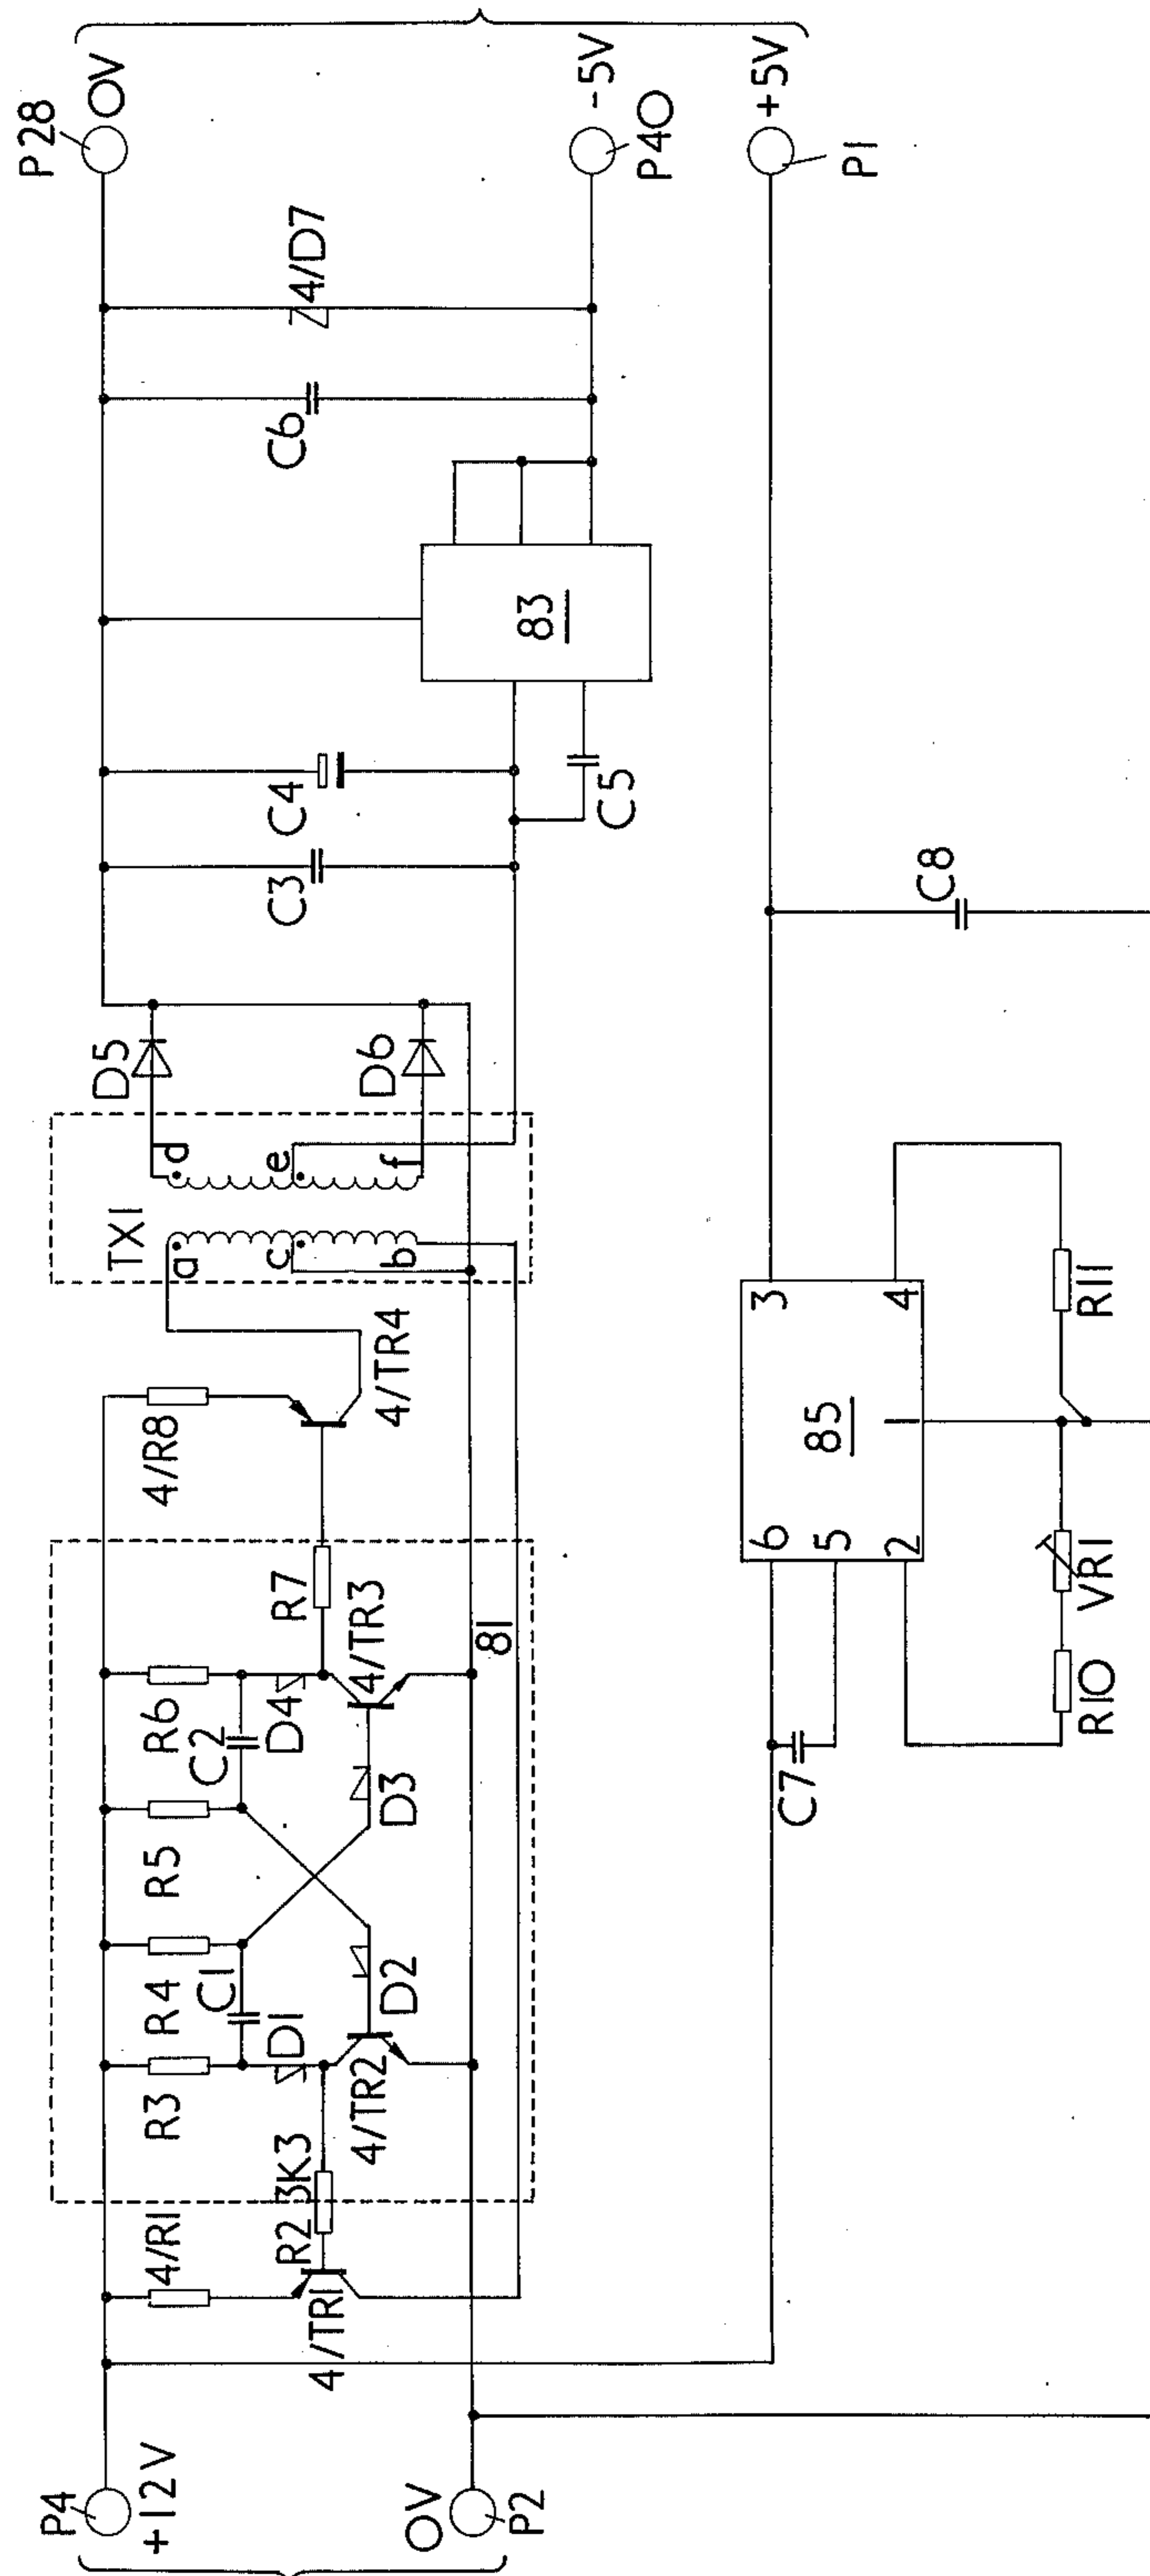 P4
+12V
OV
P2
4/R1
4/TR1
R2 3K3
R3
R4
C1
D1
4/TR2
D2
R5
R6
C2
D4
D3
4/TR3
R7
81
4/R8
4/TR4
TX1
a
c
b
d
e
f
D5
D6
C3
C4
C5
83
C6
4/D7
P28
OV
-5V
P40
+5V
P1
C7
6
5
2
85
1
3
4
R10
VR1
R11
C8